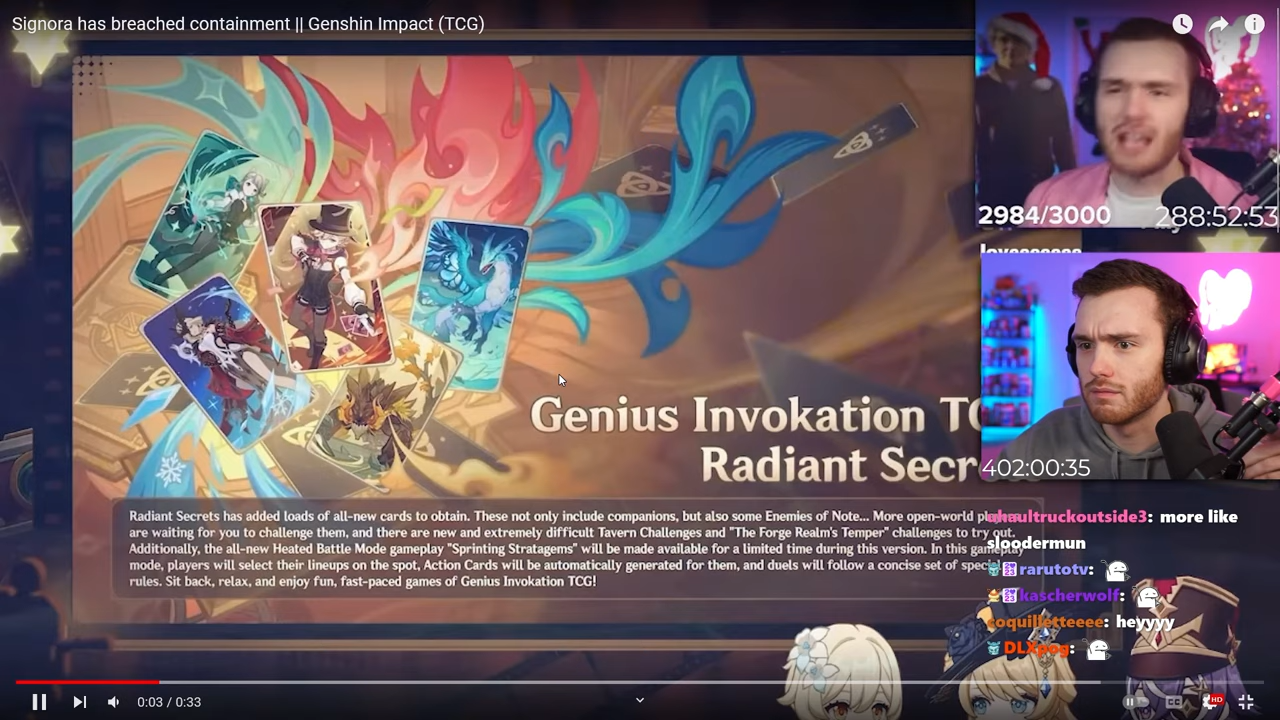 Signora has breached containment || Genshin Impact (TCG)
2984/3000
288:52:53
Genius Invokation TC
Radiant Secr
402:00:35
Radiant Secrets has added loads of all-new cards to obtain. These not only include companions, but also some Enemies of Note... More open-world
are waiting for you to challenge them, and there are new and extremely difficult Tavern Challenges and "The Forge Realm's Temper" challenges to try out.
Additionally, the all-new Heated Battle Mode gameplay "Sprinting Stratagems" will be made available for a limited time during this version. In this gameplay
mode, players will select their lineups on the spot, Action Cards will be automatically generated for them, and duels will follow a concise set of special
rules. Sit back, relax, and enjoy fun, fast-paced games of Genius Invokation TCG!
: more like
sloodermun
rarutotv:
kascherwolf:
coquilletteeee: heyyyy
DLXpog:
0:03 / 0:33
CC
HD